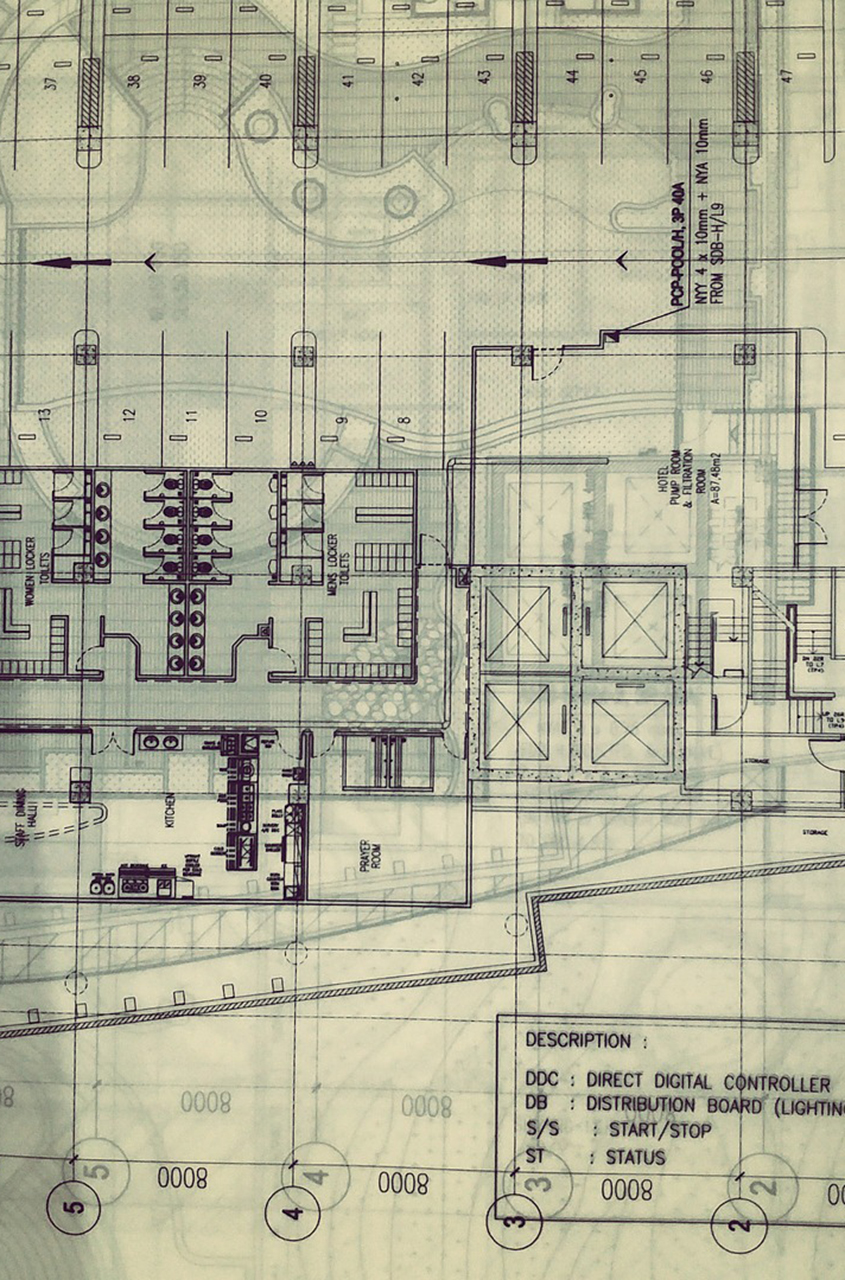 37
38
39
40
41
42
43
44
45
46
47
PCP-POOL/H, 3P 40A
NYY 4 x 10mm + NYA 10mm
FROM SDB-H/L9
13
12
11
10
9
8
HOTEL
PUMP ROOM
& FILTRATION
ROOM
A=87,48m2
WOMEN LOCKER
TOILETS
MENS LOCKER
TOILETS
STORAGE
STORAGE
STAFF DINING
HALL
KITCHEN
PRAYER
ROOM
DESCRIPTION :
DDC : DIRECT DIGITAL CONTROLLER
DB : DISTRIBUTION BOARD (LIGHTIN
S/S : START/STOP
ST : STATUS
8000
8000
5
4
3
2
8000
8000
8000
5
4
3
2